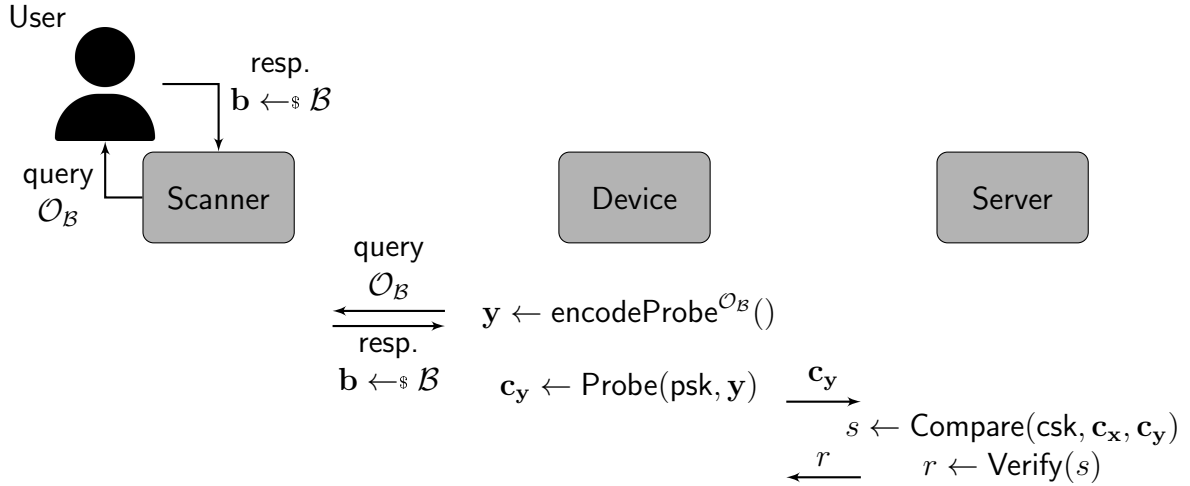 User
resp.
𝐛 ←$ ℬ
query
𝒪_ℬ
Scanner
Device
Server
query
𝒪_ℬ
resp.
𝐛 ←$ ℬ
𝐲 ← encodeProbe^{𝒪_ℬ}()
𝐜_𝐲 ← Probe(psk, 𝐲)
𝐜_𝐲
s ← Compare(csk, 𝐜_𝐱, 𝐜_𝐲)
r
r ← Verify(s)